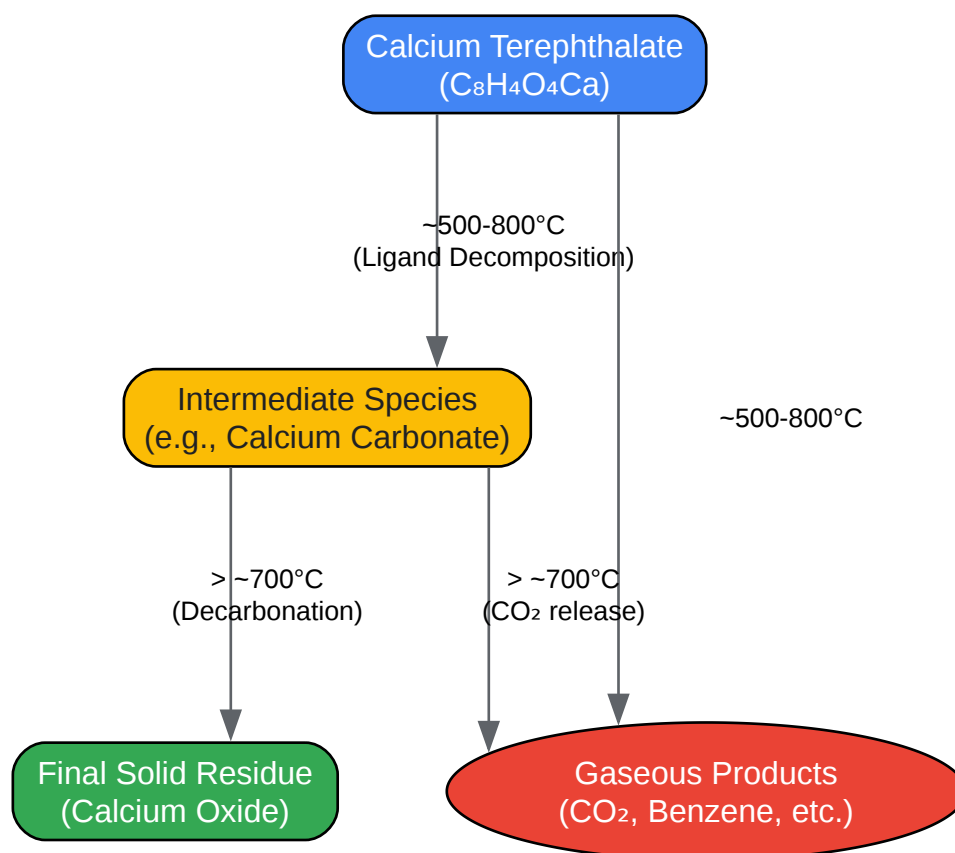 Calcium Terephthalate
(C₈H₄O₄Ca)
~500-800°C
(Ligand Decomposition)
Intermediate Species
(e.g., Calcium Carbonate)
~500-800°C
> ~700°C
(Decarbonation)
> ~700°C
(CO₂ release)
Final Solid Residue
(Calcium Oxide)
Gaseous Products
(CO₂, Benzene, etc.)